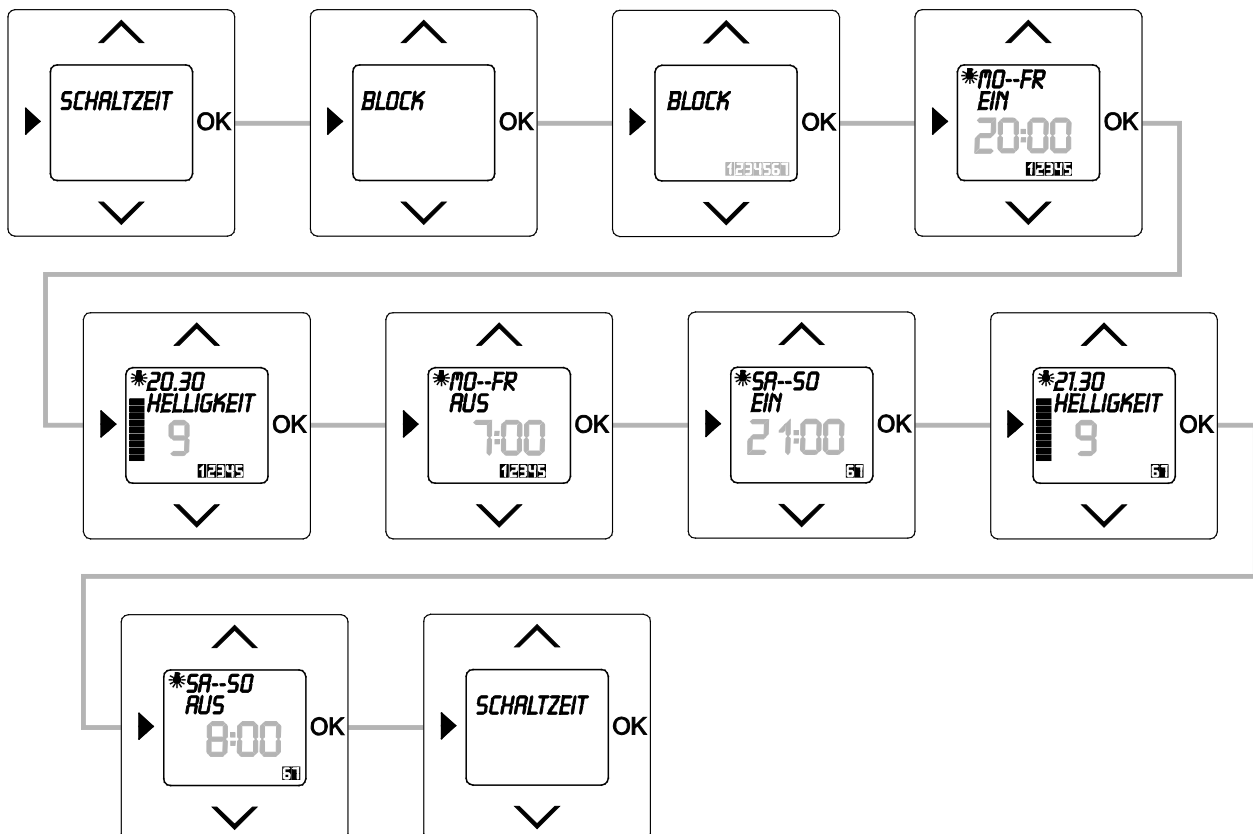 SCHALTZEIT
OK
BLOCK
OK
BLOCK
1234567
OK
MO--FR
EIN
20:00
12345
OK
20.30
HELLIGKEIT
9
12345
OK
MO--FR
AUS
7:00
12345
OK
SA--SO
EIN
21:00
67
OK
21.30
HELLIGKEIT
9
67
OK
SA--SO
AUS
8:00
67
OK
SCHALTZEIT
OK